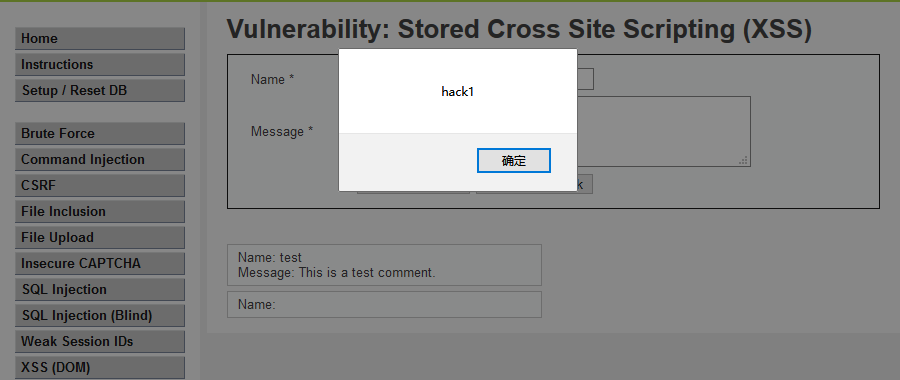 Home
Instructions
Setup / Reset DB
Brute Force
Command Injection
CSRF
File Inclusion
File Upload
Insecure CAPTCHA
SQL Injection
SQL Injection (Blind)
Weak Session IDs
XSS (DOM)
Vulnerability: Stored Cross Site Scripting (XSS)
Name *
Message *
hack1
确定
Name: test
Message: This is a test comment.
Name: